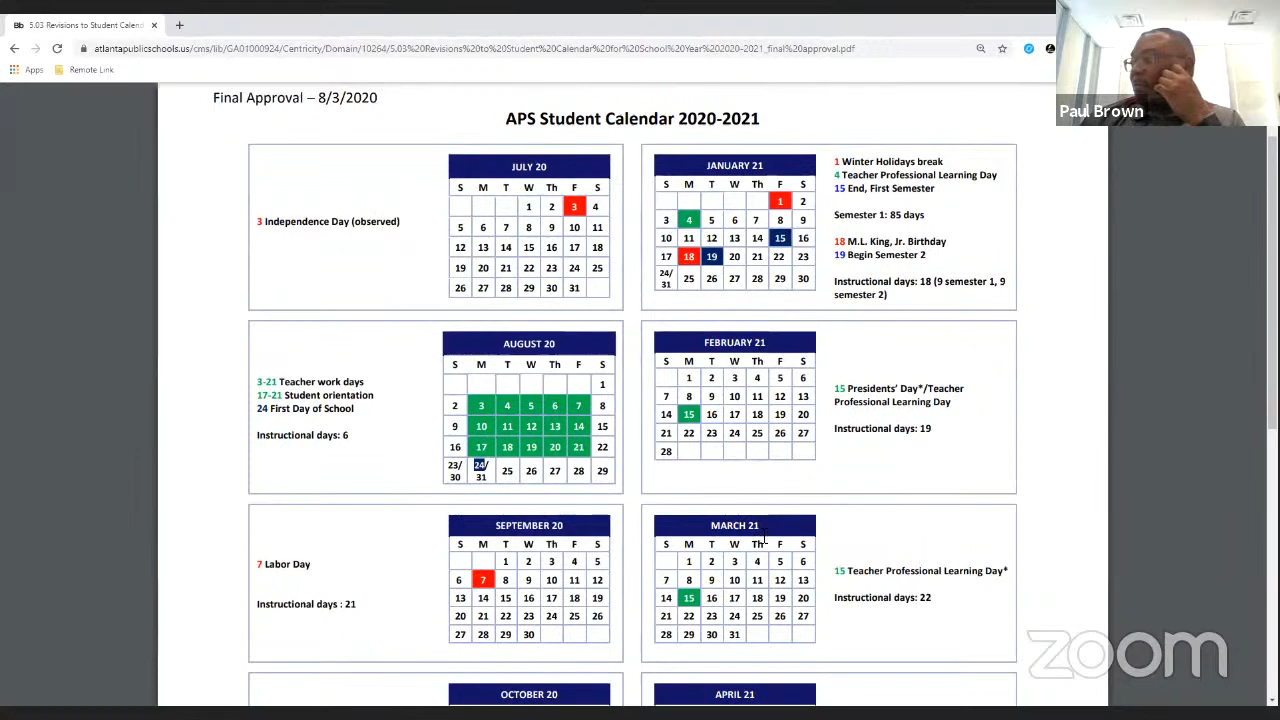 Bb 5.03 Revisions to Student Calend
atlantapublicschools.us/cms/lib/GA01000924/Centricity/Domain/10264/5.03%20Revisions%20to%20Student%20Calendar%20for%20School%20Year%202020-2021_final%20approval.pdf
Apps Remote Link
Paul Brown
Final Approval – 8/3/2020
APS Student Calendar 2020-2021
3 Independence Day (observed)
JULY 20
S M T W Th F S
1 2 3 4
5 6 7 8 9 10 11
12 13 14 15 16 17 18
19 20 21 22 23 24 25
26 27 28 29 30 31
JANUARY 21
S M T W Th F S
1 2
3 4 5 6 7 8 9
10 11 12 13 14 15 16
17 18 19 20 21 22 23
24/
31 25 26 27 28 29 30
1 Winter Holidays break
4 Teacher Professional Learning Day
15 End, First Semester
Semester 1: 85 days
18 M.L. King, Jr. Birthday
19 Begin Semester 2
Instructional days: 18 (9 semester 1, 9
semester 2)
3-21 Teacher work days
17-21 Student orientation
24 First Day of School
Instructional days: 6
AUGUST 20
S M T W Th F S
1
2 3 4 5 6 7 8
9 10 11 12 13 14 15
16 17 18 19 20 21 22
23/ 24/ 25 26 27 28 29
30 31
FEBRUARY 21
S M T W Th F S
1 2 3 4 5 6
7 8 9 10 11 12 13
14 15 16 17 18 19 20
21 22 23 24 25 26 27
28
15 Presidents' Day*/Teacher
Professional Learning Day
Instructional days: 19
7 Labor Day
Instructional days : 21
SEPTEMBER 20
S M T W Th F S
1 2 3 4 5
6 7 8 9 10 11 12
13 14 15 16 17 18 19
20 21 22 23 24 25 26
27 28 29 30
MARCH 21
S M T W Th F S
1 2 3 4 5 6
7 8 9 10 11 12 13
14 15 16 17 18 19 20
21 22 23 24 25 26 27
28 29 30 31
15 Teacher Professional Learning Day*
Instructional days: 22
OCTOBER 20
APRIL 21
zoom